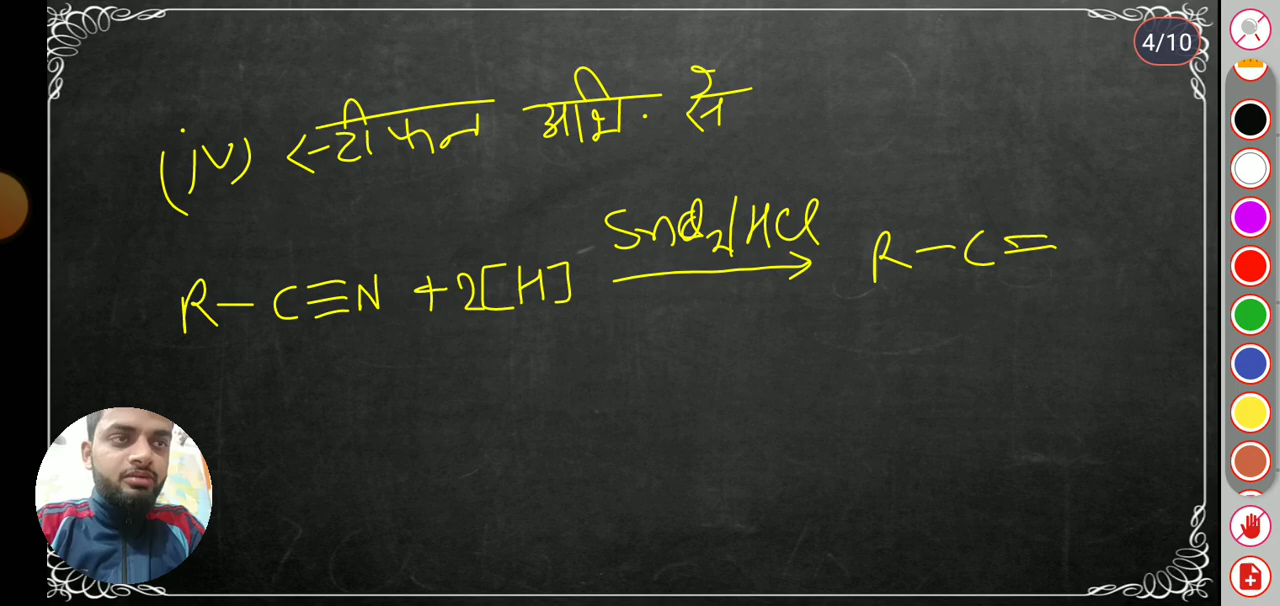 4/10
(iv) स्टीफन अभि. से
R-C≡N +2[H] SnCl2/HCl → R-C=